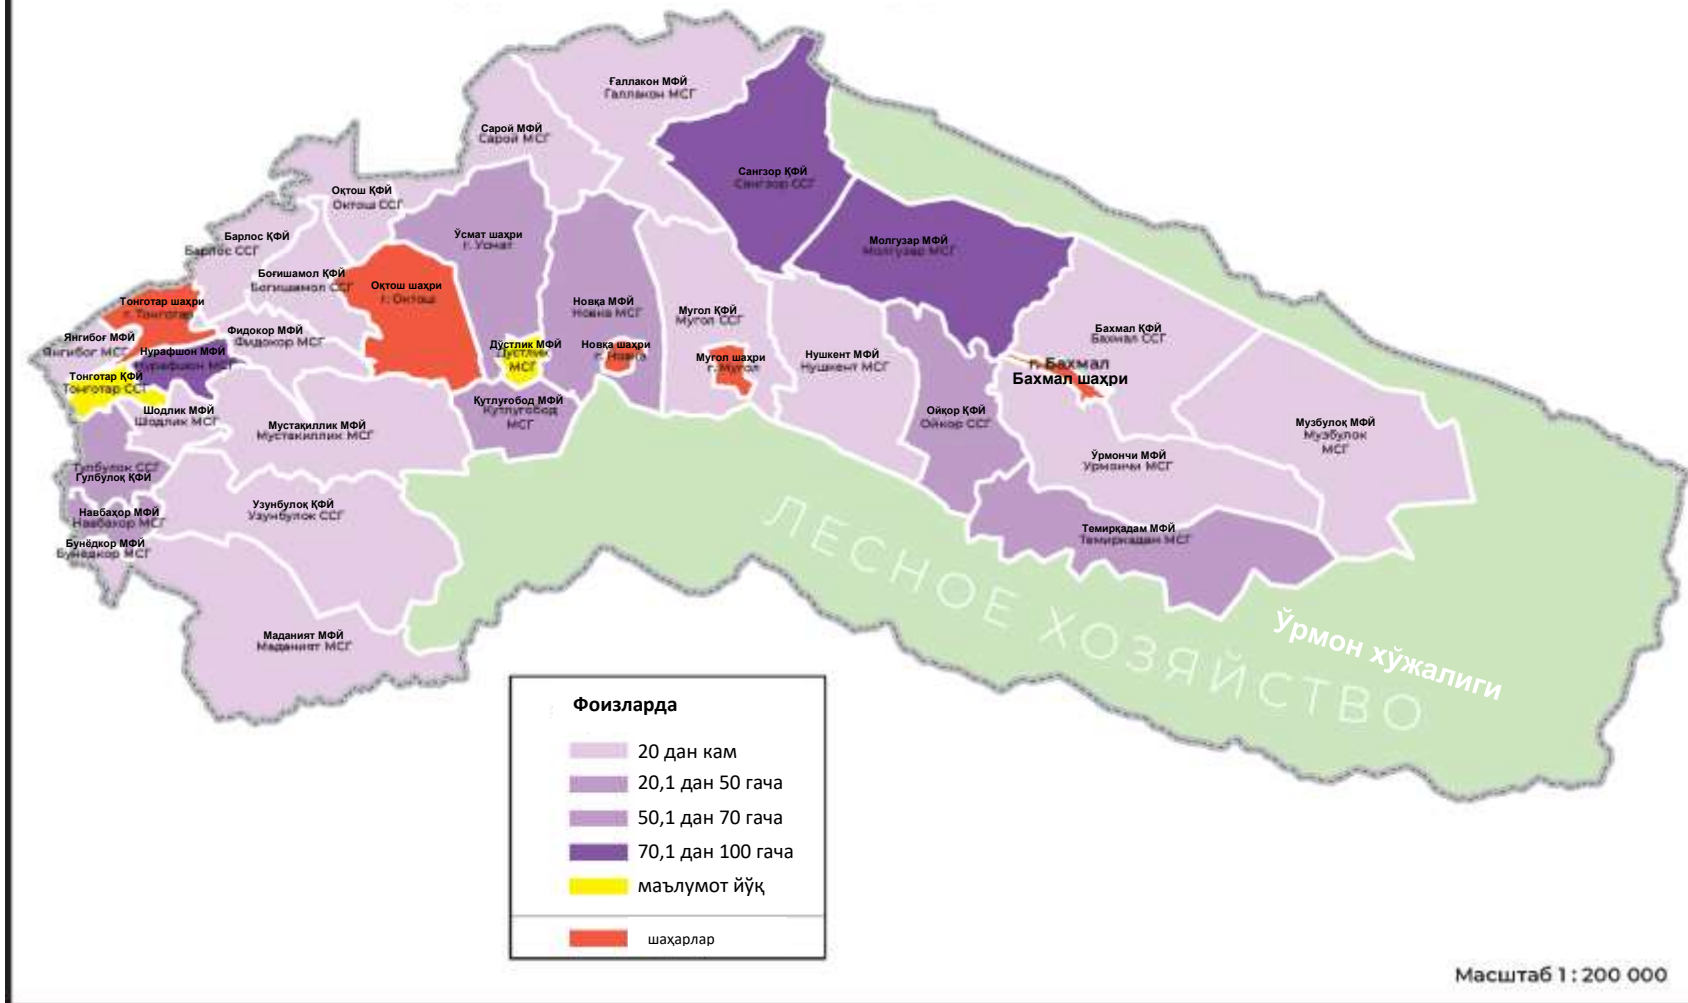 Ғаллакон МФЙ
Галлакон МСГ
Сарой МФЙ
Сарой МСГ
Сангзор ҚФЙ
Сангзор ССГ
Оқтош ҚФЙ
Октош ССГ
Ўсмат шаҳри
г. Усмат
Барлос ҚФЙ
Барлос ССГ
Молгузар МФЙ
Молгузар МСГ
Боғишамол ҚФЙ
Богишамол ССГ
Оқтош шаҳри
г. Октош
Тонготар шаҳри
г. Тонготар
Новқа МФЙ
Новка МСГ
Мугол ҚФЙ
Мугол ССГ
Фидокор МФЙ
Фидокор МСГ
Янгибоғ МФЙ
Янгибог МСГ
Нурафшон МФЙ
Нурафшон МСГ
Дўстлик МФЙ
Дустлик
МСГ
Новқа шаҳри
г. Новка
Мугол шаҳри
г. Мугол
Нушкент МФЙ
Нушкент МСГ
Бахмал ҚФЙ
Бахмал ССГ
г. Бахмал
Бахмал шаҳри
Тонготар ҚФЙ
Тонготар ССГ
Шодлик МФЙ
Шодлик МСГ
Мустақиллик МФЙ
Мустакиллик МСГ
Қутлуғобод МФЙ
Кутлугобод
МСГ
Ойқор ҚФЙ
Ойкор ССГ
Музбулоқ МФЙ
Музбулок
МСГ
Ўрмончи МФЙ
Урмончи МСГ
Гулбулок ССГ
Гулбулоқ ҚФЙ
Узунбулоқ ҚФЙ
Узунбулок ССГ
Навбаҳор МФЙ
Навбахор МСГ
Бунёдкор МФЙ
Бунёдкор МСГ
Темирқадам МФЙ
Темиркадам МСГ
Маданият МФЙ
Маданият МСГ
ЛЕСНОЕ ХОЗЯЙСТВО
Ўрмон хўжалиги
Фоизларда
20 дан кам
20,1 дан 50 гача
50,1 дан 70 гача
70,1 дан 100 гача
маълумот йўқ
шаҳарлар
Масштаб 1 : 200 000